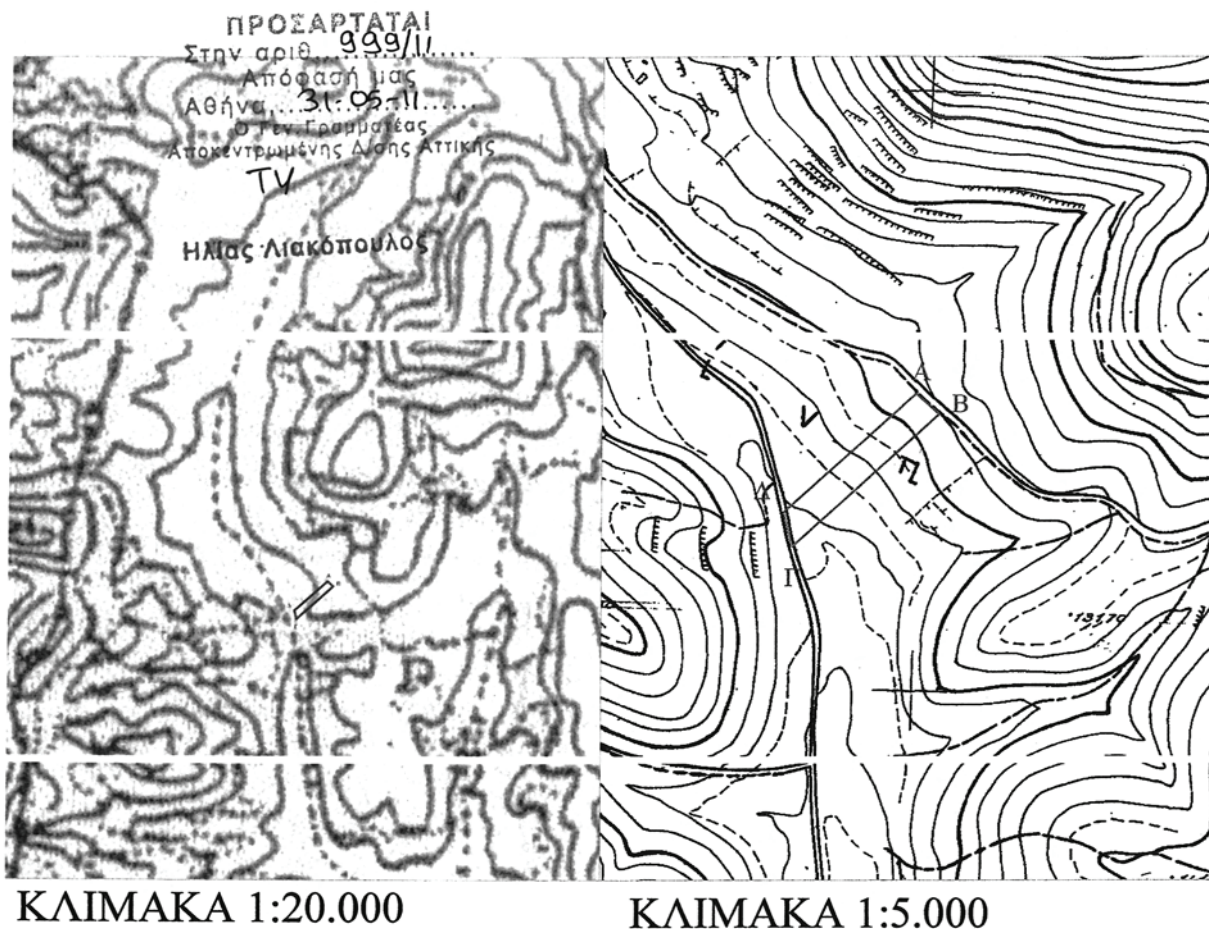 ΠΡΟΣΑΡΤΑΤΑΙ
Στην αριθ. 999/11
Απόφασή μας
Αθήνα, 31-05-11
Ο Γεν. Γραμματέας
Αποκεντρωμένης Δ/σης Αττικής
Ηλίας Λιακόπουλος
Α
Β
Δ
Γ
ΚΛΙΜΑΚΑ 1:20.000
ΚΛΙΜΑΚΑ 1:5.000